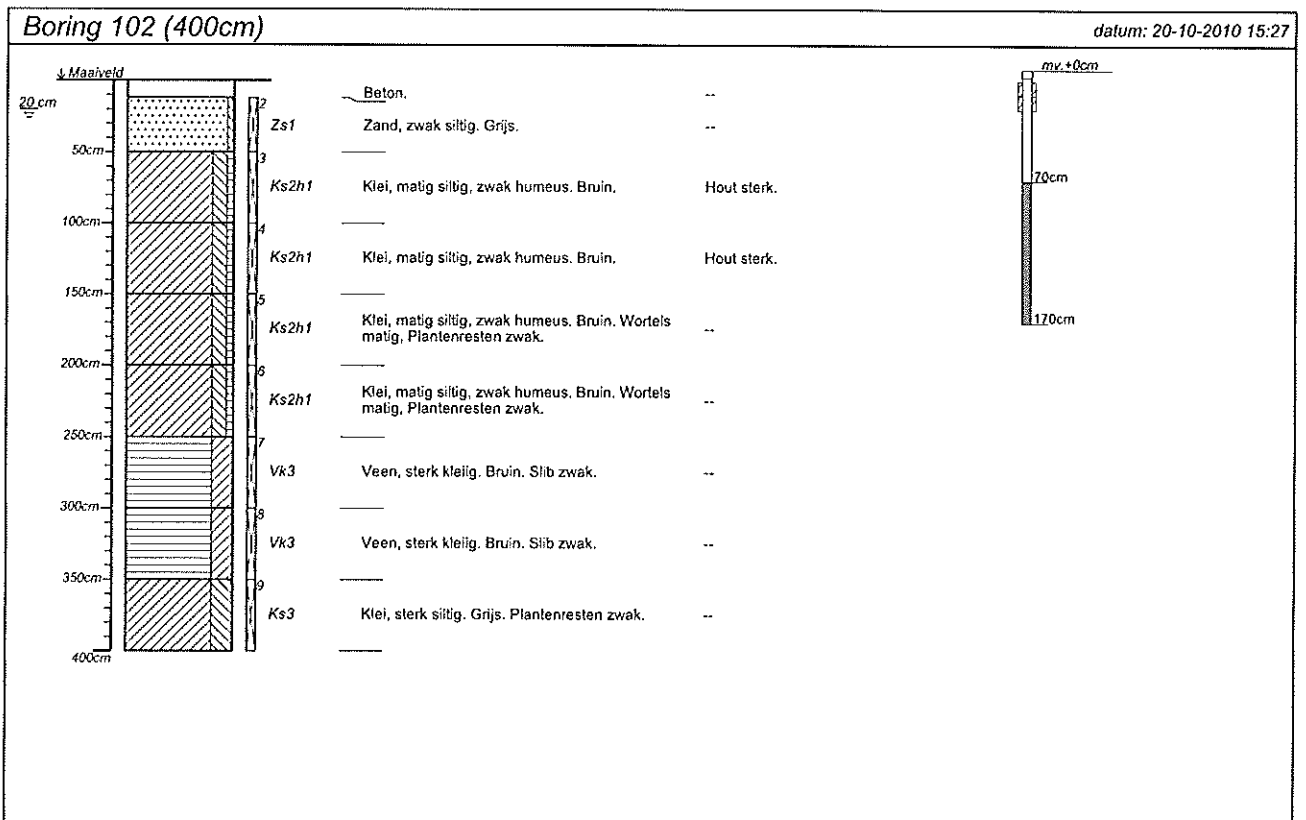 Boring 102 (400cm)
datum: 20-10-2010 15:27
Maaiveld
mv.+0cm
20 cm
Beton.
--
2
Zs1
Zand, zwak siltig. Grijs.
--
50cm
3
Ks2h1
Klei, matig siltig, zwak humeus. Bruin.
Hout sterk.
70cm
100cm
4
Ks2h1
Klei, matig siltig, zwak humeus. Bruin.
Hout sterk.
150cm
5
Ks2h1
Klei, matig siltig, zwak humeus. Bruin. Wortels
matig, Plantenresten zwak.
--
170cm
200cm
6
Ks2h1
Klei, matig siltig, zwak humeus. Bruin. Wortels
matig, Plantenresten zwak.
--
250cm
7
Vk3
Veen, sterk kleiig. Bruin. Slib zwak.
--
300cm
8
Vk3
Veen, sterk kleiig. Bruin. Slib zwak.
--
350cm
9
Ks3
Klei, sterk siltig. Grijs. Plantenresten zwak.
--
400cm